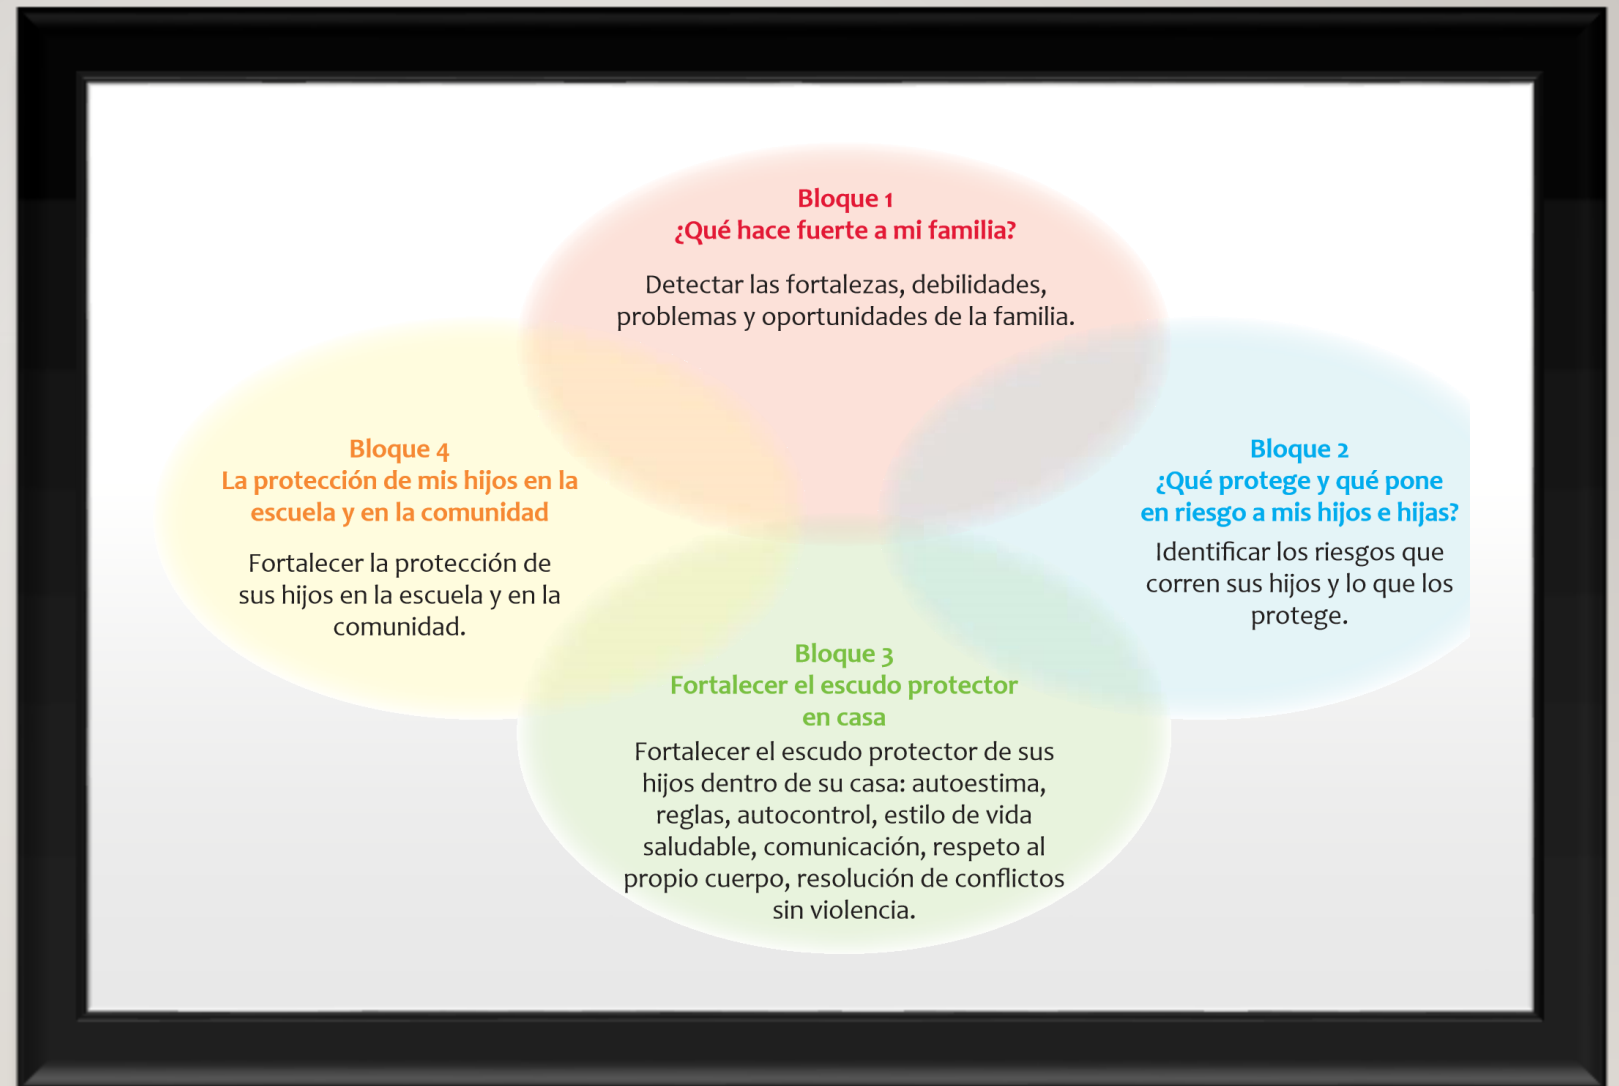 Bloque 1
¿Qué hace fuerte a mi familia?
Detectar las fortalezas, debilidades,
problemas y oportunidades de la familia.
Bloque 2
¿Qué protege y qué pone
en riesgo a mis hijos e hijas?
Identificar los riesgos que
corren sus hijos y lo que los
protege.
Bloque 3
Fortalecer el escudo protector
en casa
Fortalecer el escudo protector de sus
hijos dentro de su casa: autoestima,
reglas, autocontrol, estilo de vida
saludable, comunicación, respeto al
propio cuerpo, resolución de conflictos
sin violencia.
Bloque 4
La protección de mis hijos en la
escuela y en la comunidad
Fortalecer la protección de
sus hijos en la escuela y en la
comunidad.